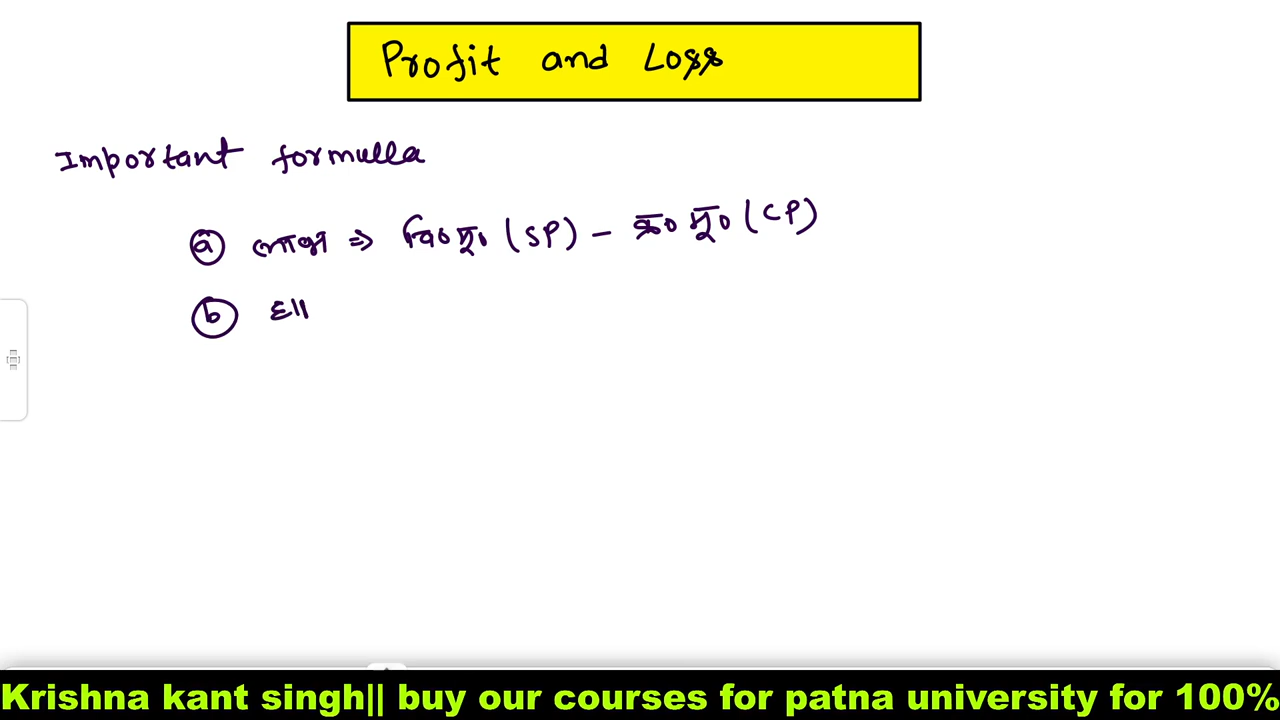 Profit and Loss
Important formulla
(a) लाभ ⇒ वि० मू० (SP) - क्र० मू० (CP)
(b)
Krishna kant singh|| buy our courses for patna university for 100%